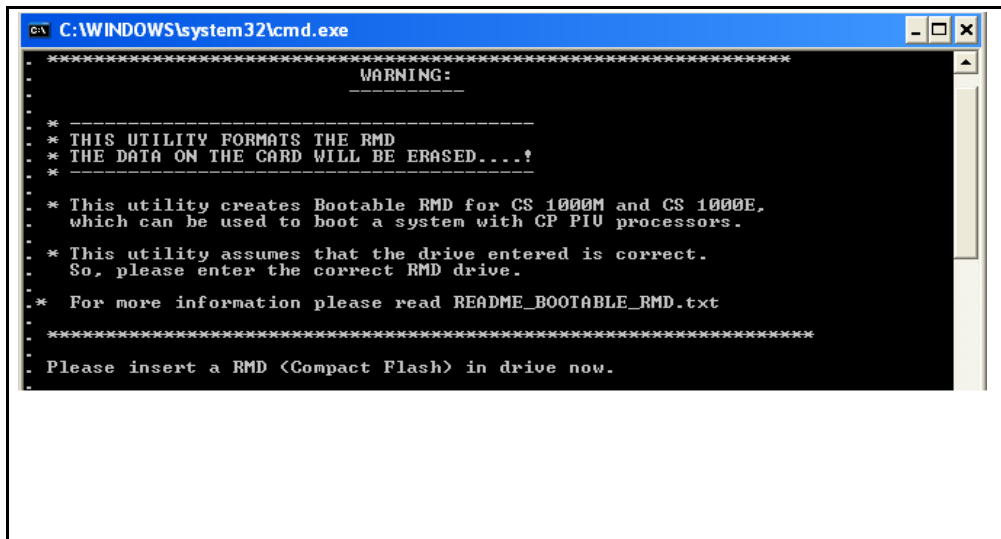 C:\WINDOWS\system32\cmd.exe
. ****************************************************************
. WARNING:
. ----------
.
. * ----------------------------------------
. * THIS UTILITY FORMATS THE RMD
. * THE DATA ON THE CARD WILL BE ERASED....!
. * ----------------------------------------
.
. * This utility creates Bootable RMD for CS 1000M and CS 1000E,
. which can be used to boot a system with CP PIV processors.
.
. * This utility assumes that the drive entered is correct.
. So, please enter the correct RMD drive.
.
.* For more information please read README_BOOTABLE_RMD.txt
.
. ******************************************************************
.
. Please insert a RMD (Compact Flash) in drive now.
.